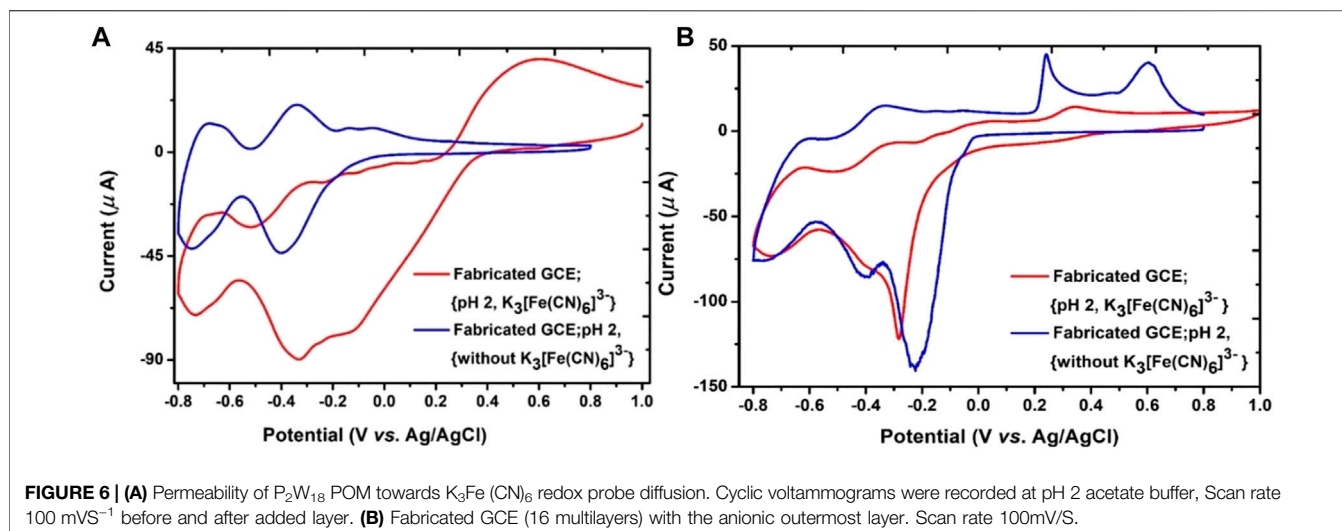 A
45
0
-45
-90
Current (μ A)
-0.8 -0.6 -0.4 -0.2 0.0 0.2 0.4 0.6 0.8 1.0
Potential (V vs. Ag/AgCl)
Fabricated GCE;
{pH 2, K₃[Fe(CN)₆]³⁻}
Fabricated GCE;pH 2,
{without K₃[Fe(CN)₆]³⁻}
B
50
0
-50
-100
-150
Current (μ A)
-0.8 -0.6 -0.4 -0.2 0.0 0.2 0.4 0.6 0.8 1.0
Potential (V vs. Ag/AgCl)
Fabricated GCE;
{pH 2, K₃[Fe(CN)₆]³⁻}
Fabricated GCE;pH 2,
{without K₃[Fe(CN)₆]³⁻}
FIGURE 6 | (A) Permeability of P₂W₁₈ POM towards K₃Fe (CN)₆ redox probe diffusion. Cyclic voltammograms were recorded at pH 2 acetate buffer, Scan rate
100 mVS⁻¹ before and after added layer. (B) Fabricated GCE (16 multilayers) with the anionic outermost layer. Scan rate 100mV/S.